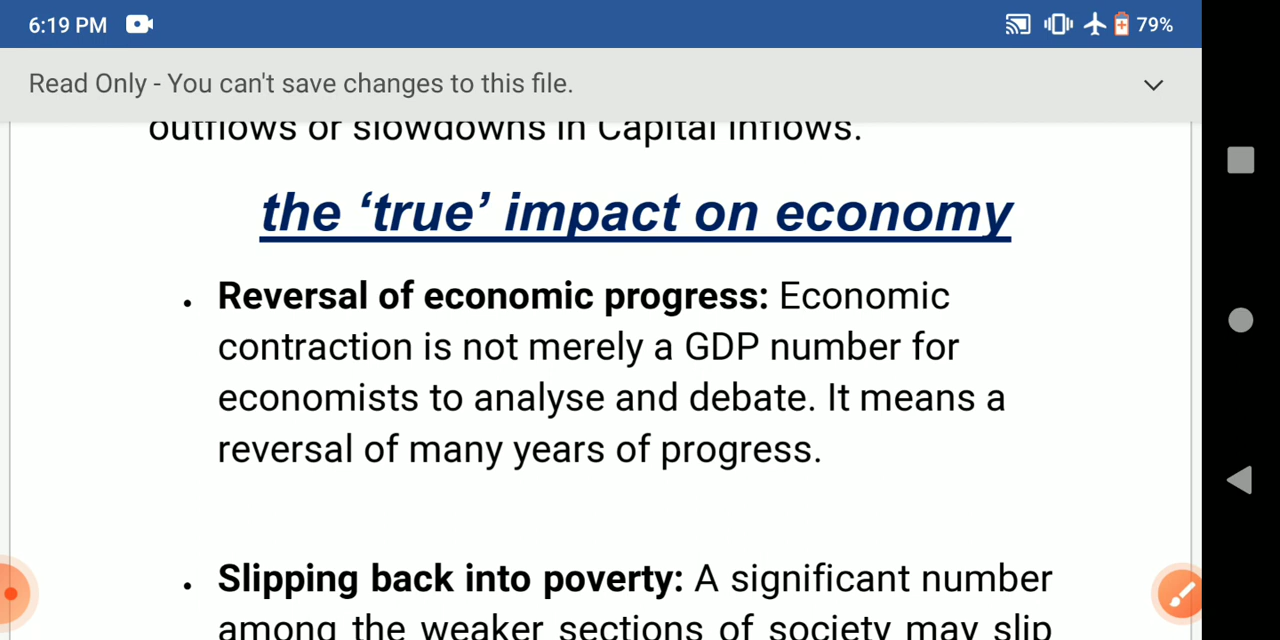 6:19 PM 79%
Read Only - You can't save changes to this file.
outflows or slowdowns in Capital Inflows.
the ‘true’ impact on economy
• Reversal of economic progress: Economic
contraction is not merely a GDP number for
economists to analyse and debate. It means a
reversal of many years of progress.
• Slipping back into poverty: A significant number
among the weaker sections of society may slip